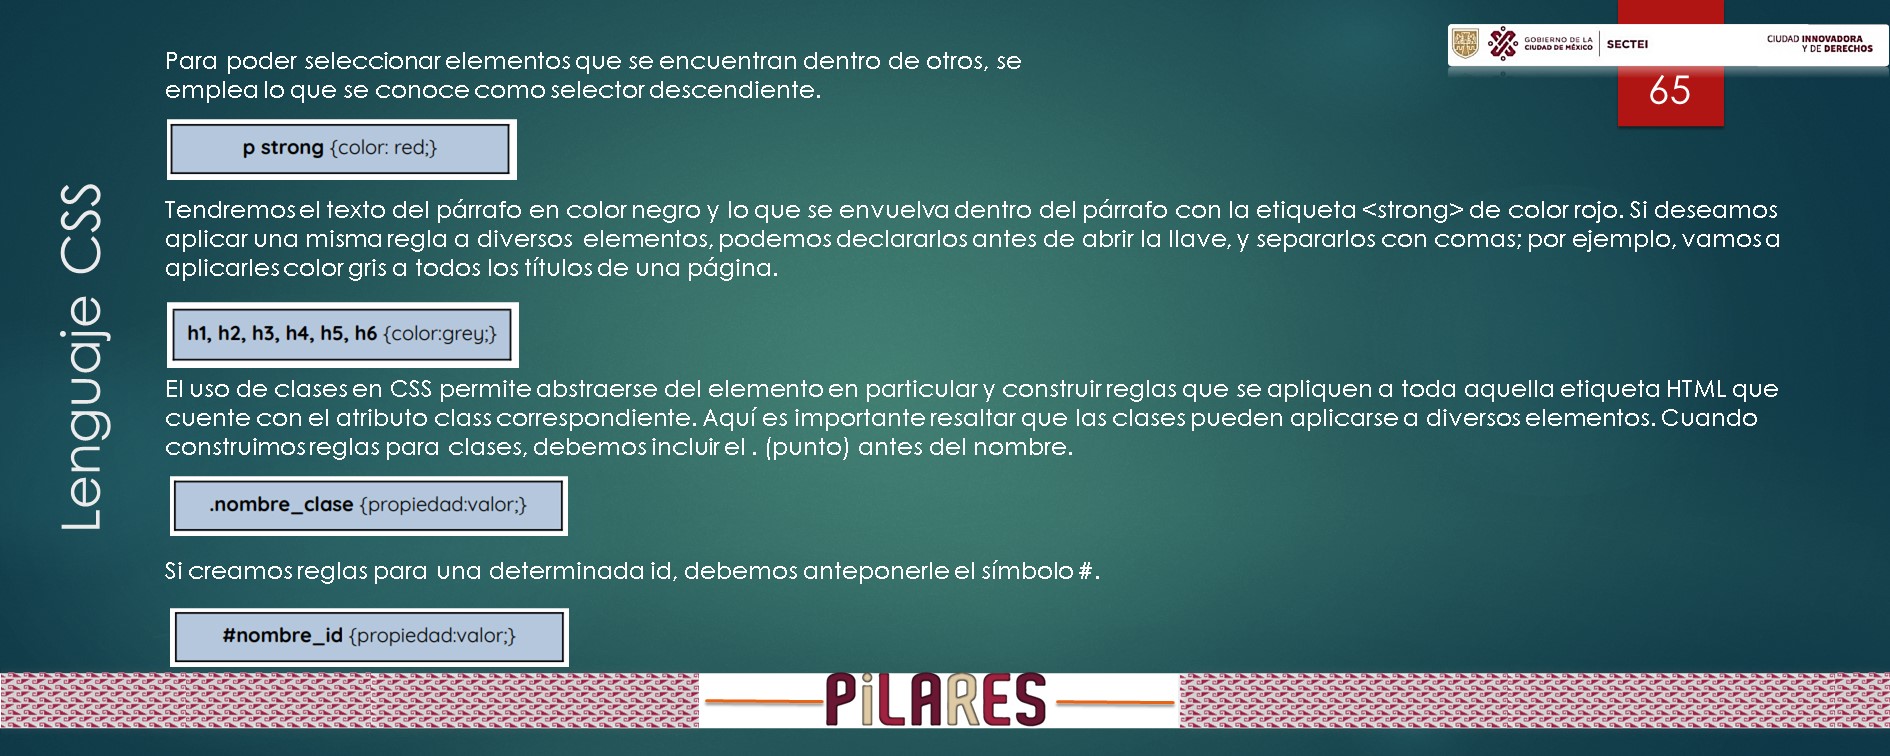 GOBIERNO DE LA
CIUDAD DE MÉXICO
SECTEI
CIUDAD INNOVADORA
Y DE DERECHOS
65
Lenguaje CSS
Para poder seleccionar elementos que se encuentran dentro de otros, se
emplea lo que se conoce como selector descendiente.
p strong {color: red;}
Tendremos el texto del párrafo en color negro y lo que se envuelva dentro del párrafo con la etiqueta <strong> de color rojo. Si deseamos
aplicar una misma regla a diversos elementos, podemos declararlos antes de abrir la llave, y separarlos con comas; por ejemplo, vamos a
aplicarles color gris a todos los títulos de una página.
h1, h2, h3, h4, h5, h6 {color:grey;}
El uso de clases en CSS permite abstraerse del elemento en particular y construir reglas que se apliquen a toda aquella etiqueta HTML que
cuente con el atributo class correspondiente. Aquí es importante resaltar que las clases pueden aplicarse a diversos elementos. Cuando
construimos reglas para clases, debemos incluir el . (punto) antes del nombre.
.nombre_clase {propiedad:valor;}
Si creamos reglas para una determinada id, debemos anteponerle el símbolo #.
#nombre_id {propiedad:valor;}
PiLARES